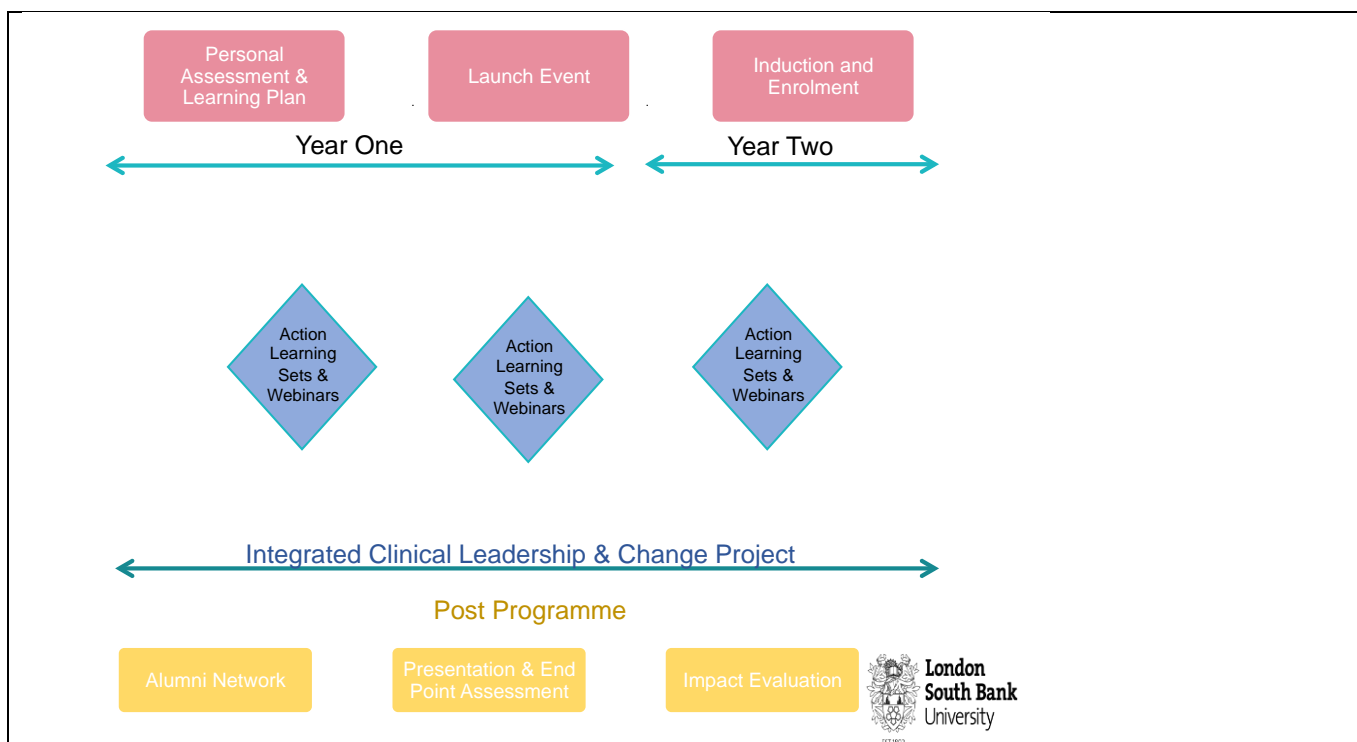 Personal
Assessment &
Learning Plan
Launch Event
Induction and
Enrolment
Year One
Year Two
Action
Learning
Sets &
Webinars
Action
Learning
Sets &
Webinars
Action
Learning
Sets &
Webinars
Integrated Clinical Leadership & Change Project
Post Programme
Alumni Network
Presentation & End
Point Assessment
Impact Evaluation
London
South Bank
University